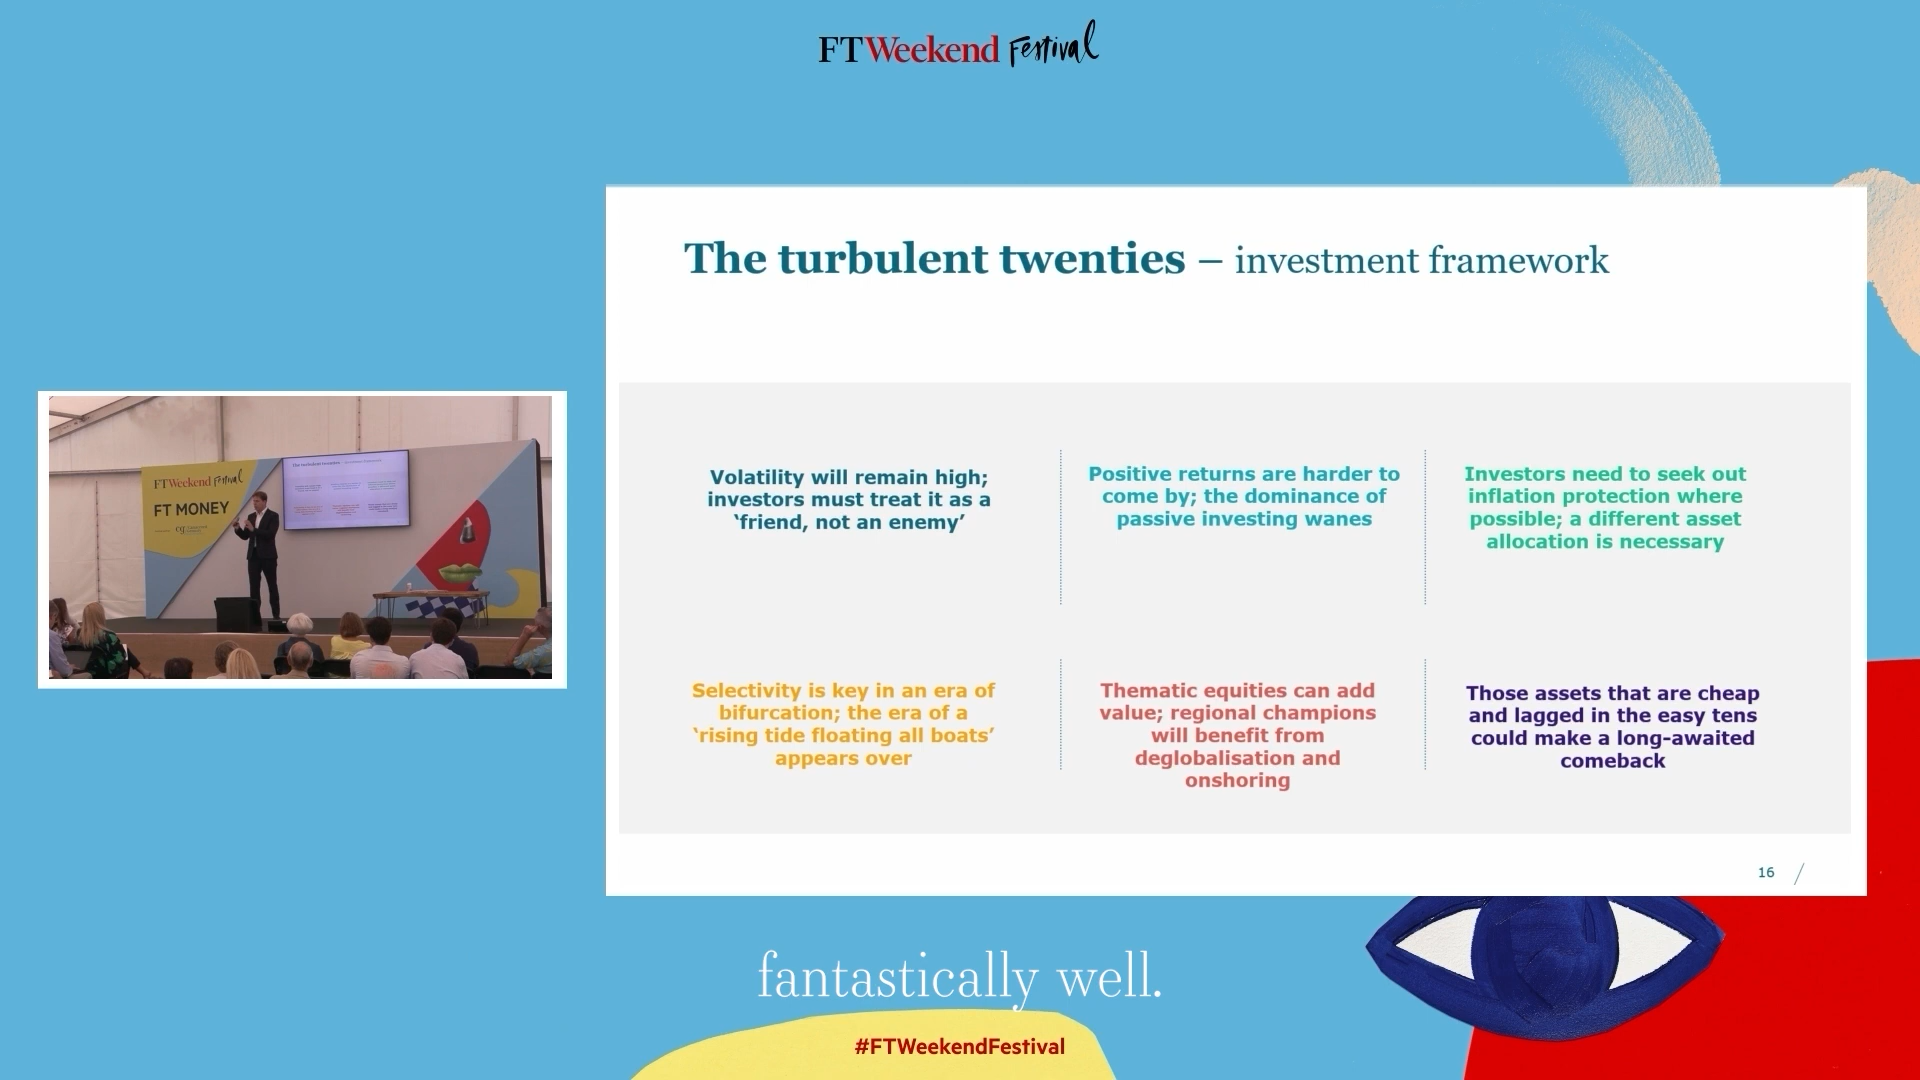 FTWeekend Festival
The turbulent twenties – investment framework
Volatility will remain high;
investors must treat it as a
‘friend, not an enemy’
Positive returns are harder to
come by; the dominance of
passive investing wanes
Investors need to seek out
inflation protection where
possible; a different asset
allocation is necessary
Selectivity is key in an era of
bifurcation; the era of a
‘rising tide floating all boats’
appears over
Thematic equities can add
value; regional champions
will benefit from
deglobalisation and
onshoring
Those assets that are cheap
and lagged in the easy tens
could make a long-awaited
comeback
16
FTWeekend Festival
FT MONEY
cg
The turbulent twenties
fantastically well.
#FTWeekendFestival